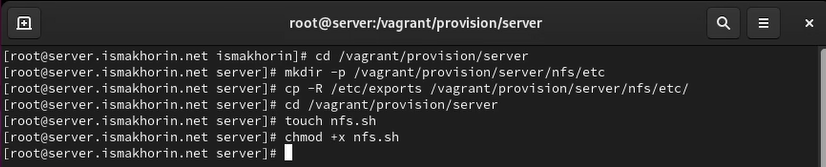 root@server:/vagrant/provision/server
[root@server.ismakhorin.net ismakhorin]# cd /vagrant/provision/server
[root@server.ismakhorin.net server]# mkdir -p /vagrant/provision/server/nfs/etc
[root@server.ismakhorin.net server]# cp -R /etc/exports /vagrant/provision/server/nfs/etc/
[root@server.ismakhorin.net server]# cd /vagrant/provision/server
[root@server.ismakhorin.net server]# touch nfs.sh
[root@server.ismakhorin.net server]# chmod +x nfs.sh
[root@server.ismakhorin.net server]#